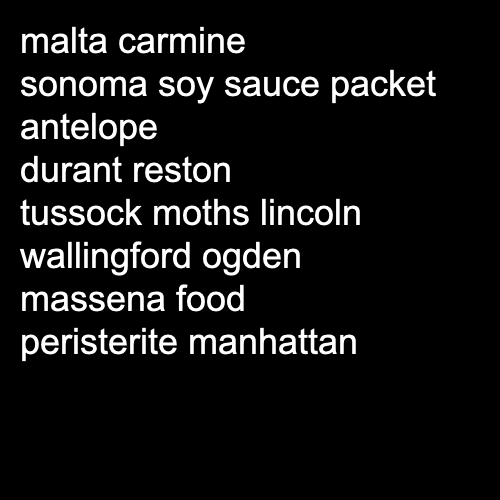 malta carmine
sonoma soy sauce packet
antelope
durant reston
tussock moths lincoln
wallingford ogden
massena food
peristerite manhattan